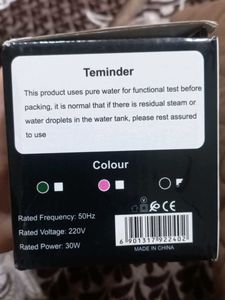 Teminder
This product uses pure water for functional test before
packing, it is normal that if there is residual steam or
water droplets in the water tank, please rest assured
to use
Colour
Rated Frequency: 50Hz
Rated Voltage: 220V
Rated Power: 30W
6 901317 922402
MADE IN CHINA